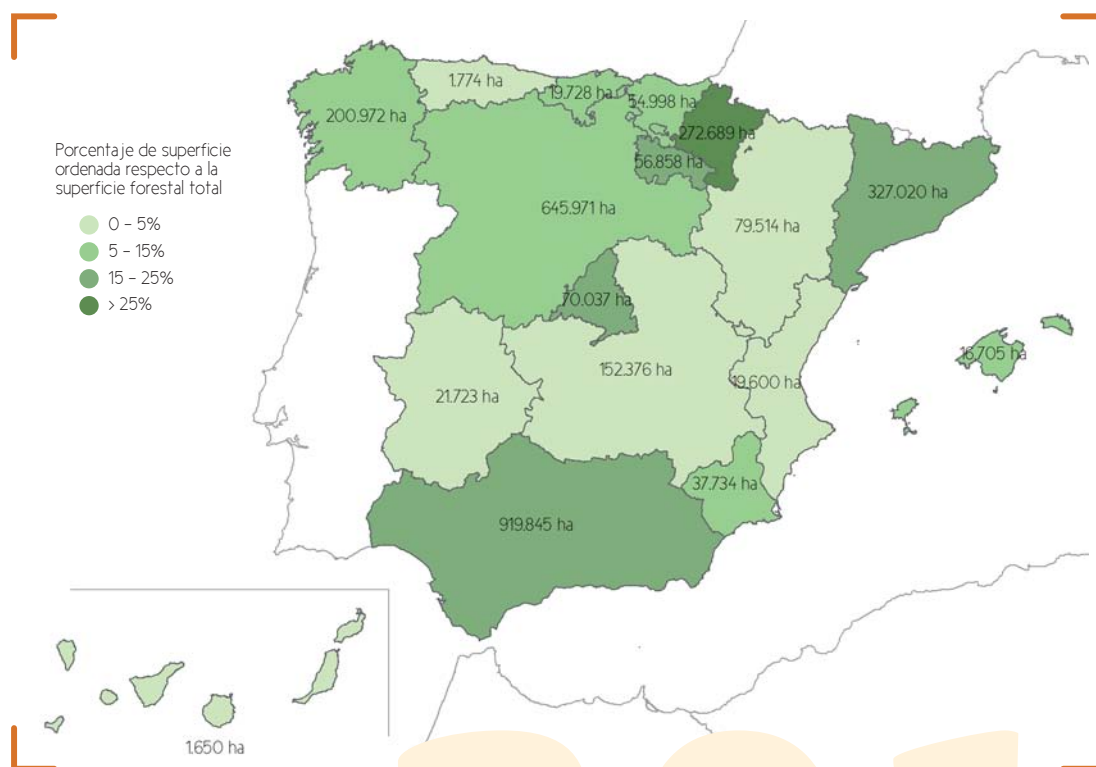 Porcentaje de superficie
ordenada respecto a la
superficie forestal total
0 - 5%
5 - 15%
15 - 25%
> 25%
1.774 ha
19.728 ha
54.998 ha
200.972 ha
272.689 ha
56.858 ha
327.020 ha
645.971 ha
79.514 ha
70.037 ha
16.705 ha
152.376 ha
19.600 ha
21.723 ha
37.734 ha
919.845 ha
1.650 ha